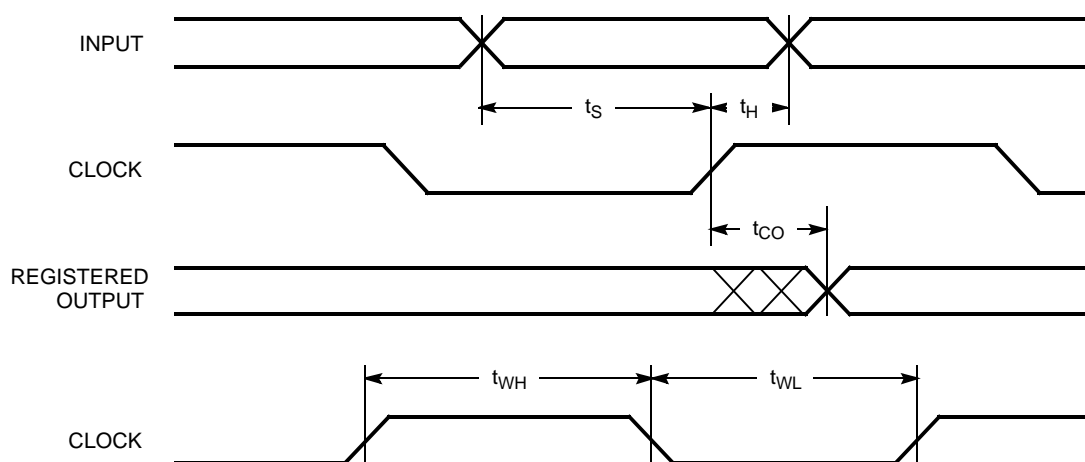 INPUT
tS
tH
CLOCK
tCO
REGISTERED
OUTPUT
tWH
tWL
CLOCK